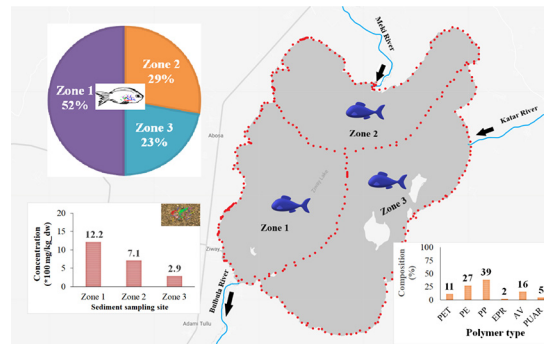 Zone 1
52%
Zone 2
29%
Zone 3
23%
Meki River
Katar River
Zone 2
Zone 3
Zone 1
Abosa
Ziway
Adami Tullu
Bulbula River
Concentration
(*100 mg/kg_dw)
20
15
10
5
0
12.2
7.1
2.9
Zone 1 Zone 2 Zone 3
Sediment sampling site
Composition
(%)
100
75
50
25
0
11
27
39
2
16
5
PET PE PP EPR AV PUAR
Polymer type